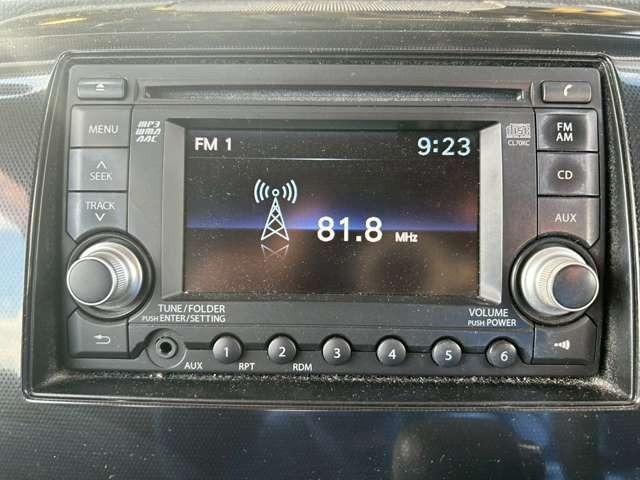 MENU
MP3
WMA
AAC
FM 1
9:23
CL70KC
FM
AM
SEEK
CD
TRACK
81.8 MHz
AUX
TUNE/FOLDER
PUSH ENTER/SETTING
VOLUME
PUSH POWER
AUX
1
RPT
2
RDM
3
4
5
6